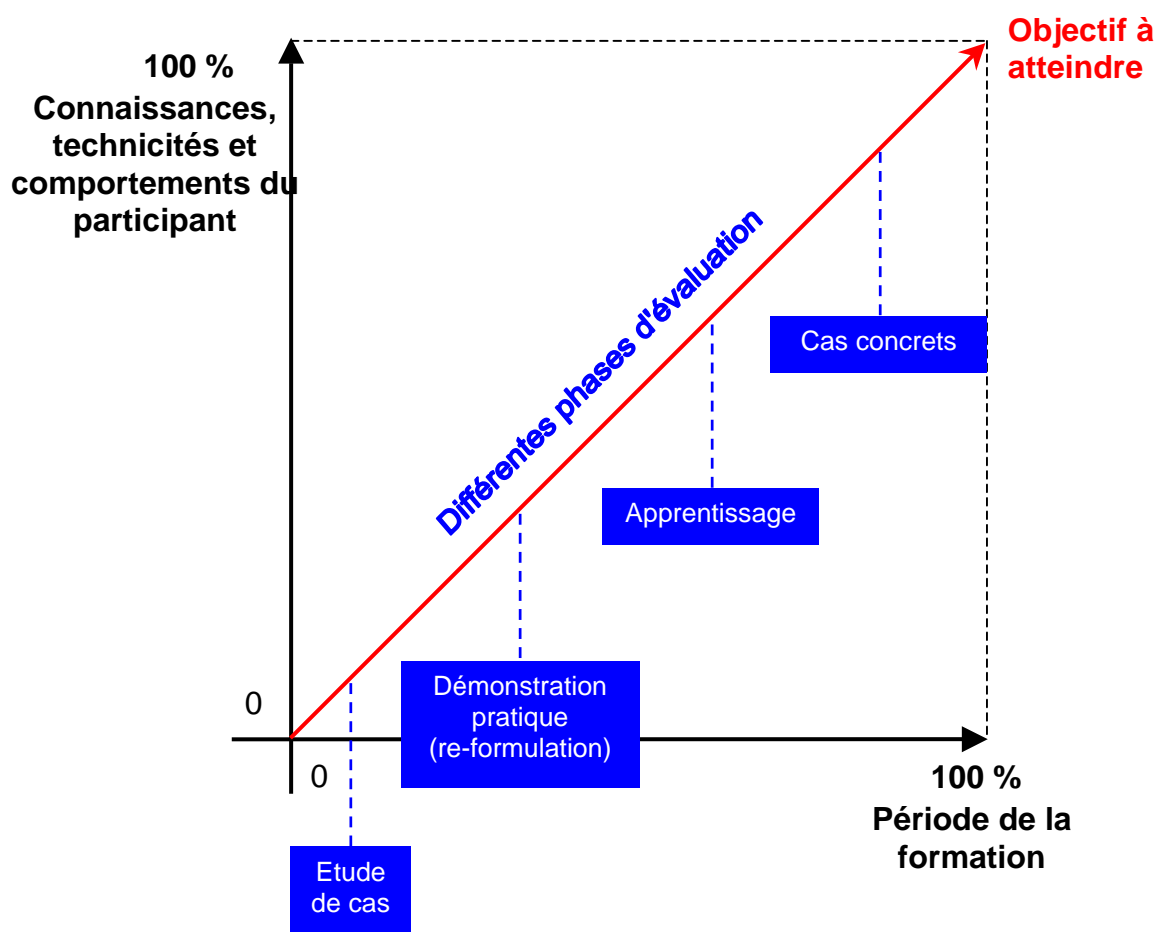 Objectif à
atteindre
100 %
Connaissances,
technicités et
comportements du
participant
Différentes phases d'évaluation
Cas concrets
Apprentissage
Démonstration
pratique
(re-formulation)
0
0
100 %
Période de la
formation
Etude
de cas